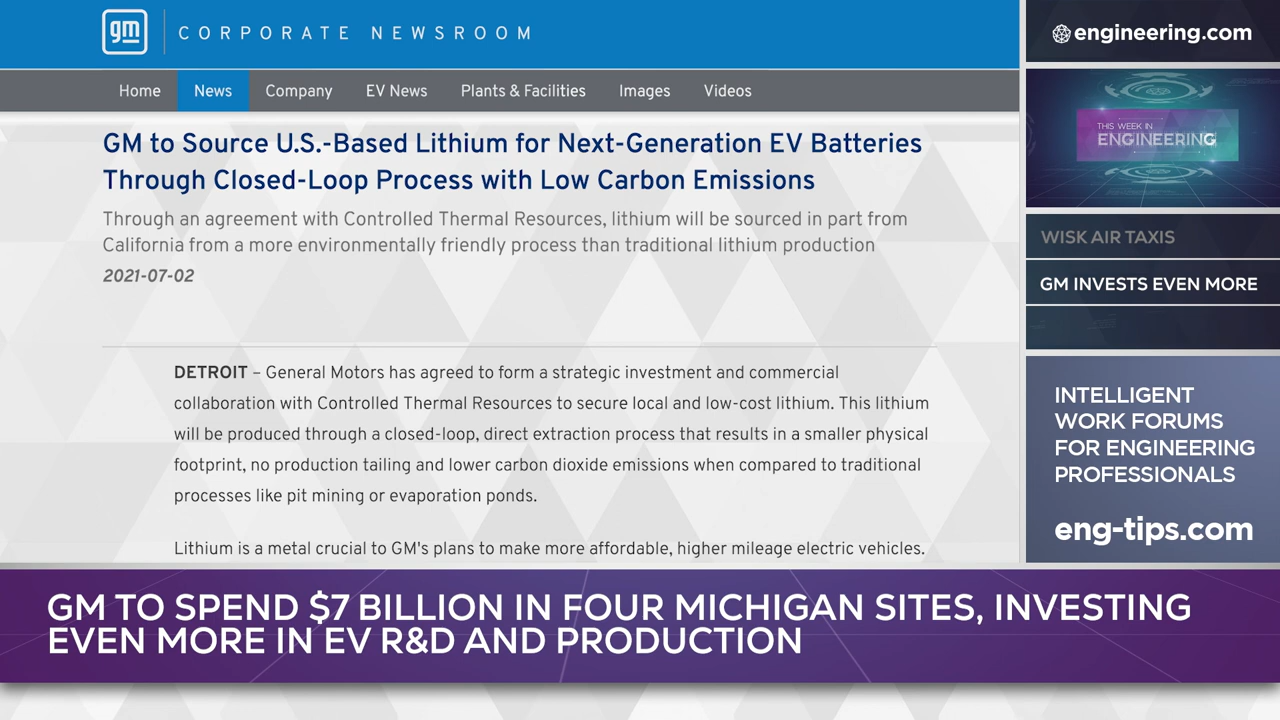 gm
CORPORATE NEWSROOM
Home
News
Company
EV News
Plants & Facilities
Images
Videos
GM to Source U.S.-Based Lithium for Next-Generation EV Batteries
Through Closed-Loop Process with Low Carbon Emissions
Through an agreement with Controlled Thermal Resources, lithium will be sourced in part from
California from a more environmentally friendly process than traditional lithium production
2021-07-02
DETROIT – General Motors has agreed to form a strategic investment and commercial
collaboration with Controlled Thermal Resources to secure local and low-cost lithium. This lithium
will be produced through a closed-loop, direct extraction process that results in a smaller physical
footprint, no production tailing and lower carbon dioxide emissions when compared to traditional
processes like pit mining or evaporation ponds.
Lithium is a metal crucial to GM's plans to make more affordable, higher mileage electric vehicles.
engineering.com
THIS WEEK IN
ENGINEERING
WISK AIR TAXIS
GM INVESTS EVEN MORE
INTELLIGENT
WORK FORUMS
FOR ENGINEERING
PROFESSIONALS
eng-tips.com
GM TO SPEND $7 BILLION IN FOUR MICHIGAN SITES, INVESTING
EVEN MORE IN EV R&D AND PRODUCTION